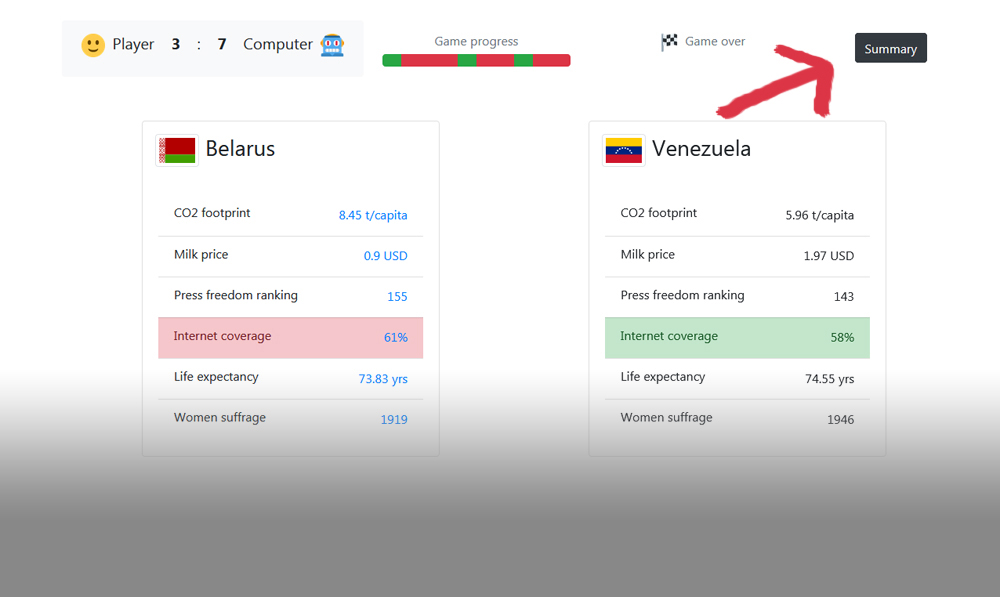 Player 3 : 7 Computer
Game progress
Game over
Summary
Belarus
CO2 footprint 8.45 t/capita
Milk price 0.9 USD
Press freedom ranking 155
Internet coverage 61%
Life expectancy 73.83 yrs
Women suffrage 1919
Venezuela
CO2 footprint 5.96 t/capita
Milk price 1.97 USD
Press freedom ranking 143
Internet coverage 58%
Life expectancy 74.55 yrs
Women suffrage 1946